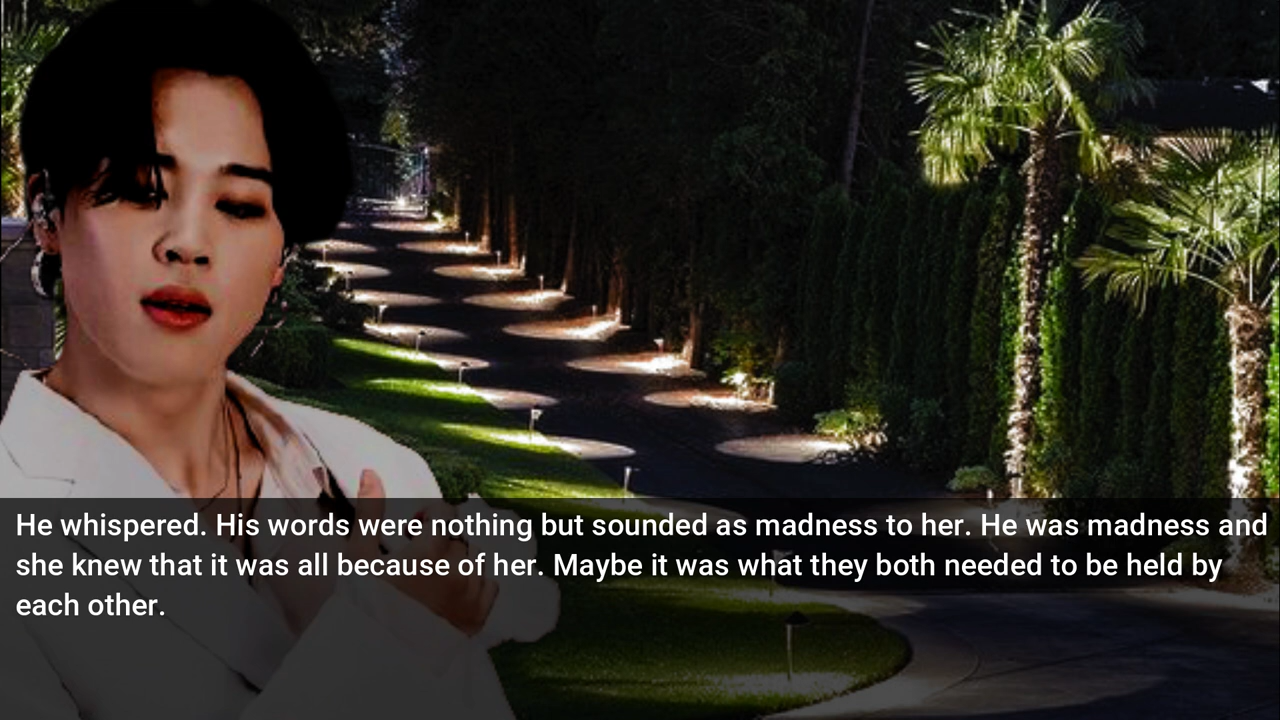 He whispered. His words were nothing but sounded as madness to her. He was madness and
she knew that it was all because of her. Maybe it was what they both needed to be held by
each other.